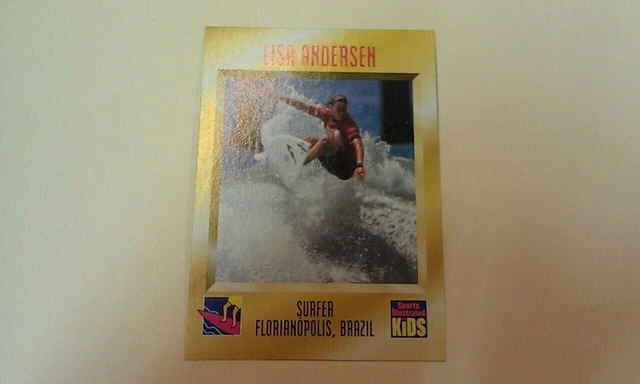 LISA ANDERSEN
SURFER
FLORIANÓPOLIS, BRAZIL
Sports
Illustrated
KiDS